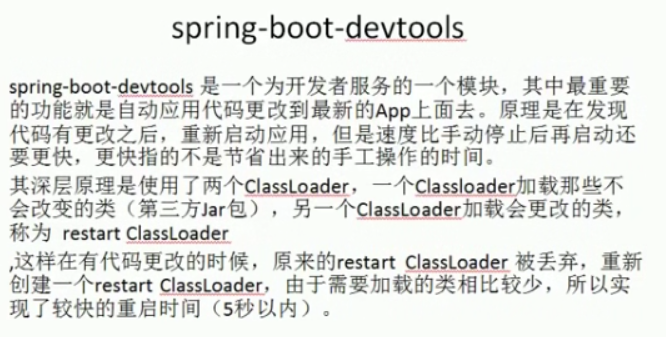 spring-boot-devtools
spring-boot-devtools 是一个为开发者服务的一个模块，其中最重要
的功能就是自动应用代码更改到最新的App上面去。原理是在发现
代码有更改之后，重新启动应用，但是速度比手动停止后再启动还
要更快，更快指的不是节省出来的手工操作的时间。
其深层原理是使用了两个ClassLoader，一个Classloader加载那些不
会改变的类（第三方Jar包），另一个ClassLoader加载会更改的类，
称为 restart ClassLoader
,这样在有代码更改的时候，原来的restart ClassLoader 被丢弃，重新
创建一个restart ClassLoader，由于需要加载的类相比较少，所以实
现了较快的重启时间（5秒以内）。